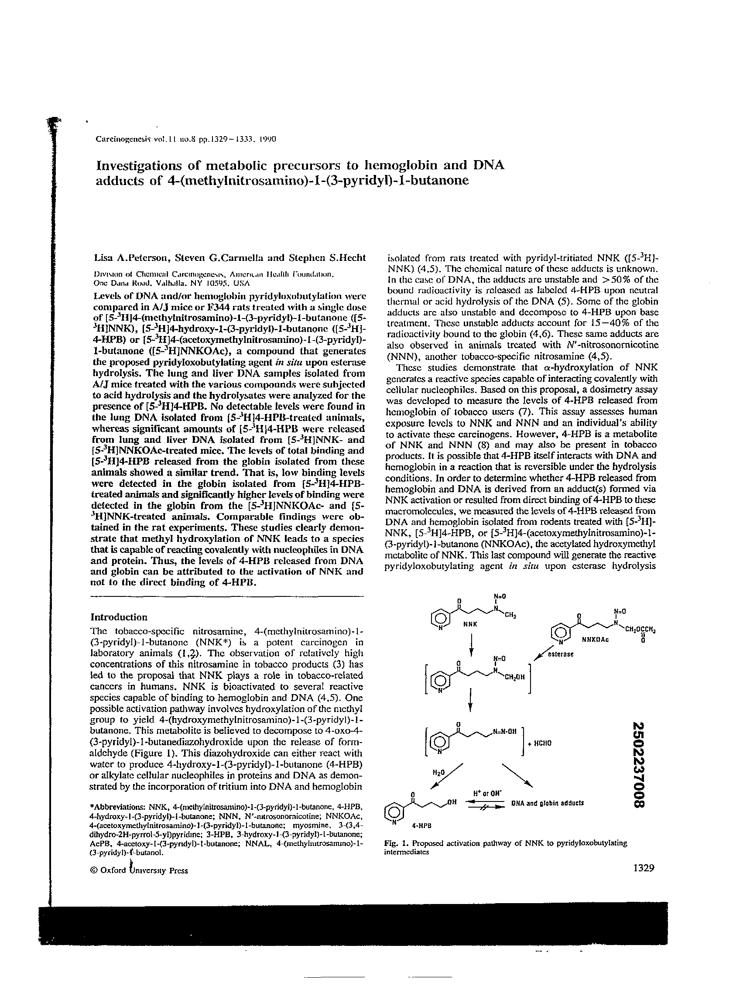 Carcinogenesis vol.11 no.8 pp.1329–1333, 1990
Investigations of metabolic precursors to hemoglobin and DNA
adducts of 4-(methylnitrosamino)-1-(3-pyridyl)-1-butanone
Lisa A.Peterson, Steven G.Carmella and Stephen S.Hecht
Division of Chemical Carcinogenesis, American Health Foundation,
One Dana Road, Valhalla, NY 10595, USA
Levels of DNA and/or hemoglobin pyridyloxobutylation were
compared in A/J mice or F344 rats treated with a single dose
of [5-³H]4-(methylnitrosamino)-1-(3-pyridyl)-1-butanone ([5-
³H]NNK), [5-³H]4-hydroxy-1-(3-pyridyl)-1-butanone ([5-³H]-
4-HPB) or [5-³H]4-(acetoxymethylnitrosamino)-1-(3-pyridyl)-
1-butanone ([5-³H]NNKOAc), a compound that generates
the proposed pyridyloxobutylating agent in situ upon esterase
hydrolysis. The lung and liver DNA samples isolated from
A/J mice treated with the various compounds were subjected
to acid hydrolysis and the hydrolysates were analyzed for the
presence of [5-³H]4-HPB. No detectable levels were found in
the lung DNA isolated from [5-³H]4-HPB-treated animals,
whereas significant amounts of [5-³H]4-HPB were released
from lung and liver DNA isolated from [5-³H]NNK- and
[5-³H]NNKOAc-treated mice. The levels of total binding and
[5-³H]4-HPB released from the globin isolated from these
animals showed a similar trend. That is, low binding levels
were detected in the globin isolated from [5-³H]4-HPB-
treated animals and significantly higher levels of binding were
detected in the globin from the [5-³H]NNKOAc- and [5-
³H]NNK-treated animals. Comparable findings were ob-
tained in the rat experiments. These studies clearly demon-
strate that methyl hydroxylation of NNK leads to a species
that is capable of reacting covalently with nucleophiles in DNA
and protein. Thus, the levels of 4-HPB released from DNA
and globin can be attributed to the activation of NNK and
not to the direct binding of 4-HPB.
Introduction
The tobacco-specific nitrosamine, 4-(methylnitrosamino)-1-
(3-pyridyl)-1-butanone (NNK*) is a potent carcinogen in
laboratory animals (1,2). The observation of relatively high
concentrations of this nitrosamine in tobacco products (3) has
led to the proposal that NNK plays a role in tobacco-related
cancers in humans. NNK is bioactivated to several reactive
species capable of binding to hemoglobin and DNA (4,5). One
possible activation pathway involves hydroxylation of the methyl
group to yield 4-(hydroxymethylnitrosamino)-1-(3-pyridyl)-1-
butanone. This metabolite is believed to decompose to 4-oxo-4-
(3-pyridyl)-1-butanediazohydroxide upon the release of form-
aldehyde (Figure 1). This diazohydroxide can either react with
water to produce 4-hydroxy-1-(3-pyridyl)-1-butanone (4-HPB)
or alkylate cellular nucleophiles in proteins and DNA as demon-
strated by the incorporation of tritium into DNA and hemoglobin
*Abbreviations: NNK, 4-(methylnitrosamino)-1-(3-pyridyl)-1-butanone, 4-HPB,
4-hydroxy-1-(3-pyridyl)-1-butanone; NNN, N'-nitrosonornicotine; NNKOAc,
4-(acetoxymethylnitrosamino)-1-(3-pyridyl)-1-butanone; myosmine, 3-(3,4-
dihydro-2H-pyrrol-5-yl)pyridine; 3-HPB, 3-hydroxy-1-(3-pyridyl)-1-butanone;
AcPB, 4-acetoxy-1-(3-pyridyl)-1-butanone; NNAL, 4-(methylnitrosamino)-1-
(3-pyridyl)-1-butanol.
© Oxford University Press
isolated from rats treated with pyridyl-tritiated NNK ([5-³H]-
NNK) (4,5). The chemical nature of these adducts is unknown.
In the case of DNA, the adducts are unstable and >50% of the
bound radioactivity is released as labeled 4-HPB upon neutral
thermal or acid hydrolysis of the DNA (5). Some of the globin
adducts are also unstable and decompose to 4-HPB upon base
treatment. These unstable adducts account for 15–40% of the
radioactivity bound to the globin (4,6). These same adducts are
also observed in animals treated with N'-nitrosonornicotine
(NNN), another tobacco-specific nitrosamine (4,5).
These studies demonstrate that α-hydroxylation of NNK
generates a reactive species capable of interacting covalently with
cellular nucleophiles. Based on this proposal, a dosimetry assay
was developed to measure the levels of 4-HPB released from
hemoglobin of tobacco users (7). This assay assesses human
exposure levels to NNK and NNN and an individual's ability
to activate these carcinogens. However, 4-HPB is a metabolite
of NNK and NNN (8) and may also be present in tobacco
products. It is possible that 4-HPB itself interacts with DNA and
hemoglobin in a reaction that is reversible under the hydrolysis
conditions. In order to determine whether 4-HPB released from
hemoglobin and DNA is derived from an adduct(s) formed via
NNK activation or resulted from direct binding of 4-HPB to these
macromolecules, we measured the levels of 4-HPB released from
DNA and hemoglobin isolated from rodents treated with [5-³H]-
NNK, [5-³H]4-HPB, or [5-³H]4-(acetoxymethylnitrosamino)-1-
(3-pyridyl)-1-butanone (NNKOAc), the acetylated hydroxymethyl
metabolite of NNK. This last compound will generate the reactive
pyridyloxobutylating agent in situ upon esterase hydrolysis
O
N=O
N
CH₃
N
NNK
O
N=O
N
CH₂OCCH₃
O
N
NNKOAc
esterase
O
N=O
N
CH₂OH
N
O
N=N-OH
N
+ HCHO
H₂O
O
OH
N
4-HPB
H⁺ or OH⁻
DNA and globin adducts
Fig. 1. Proposed activation pathway of NNK to pyridyloxobutylating
intermediates
1329
2502237008